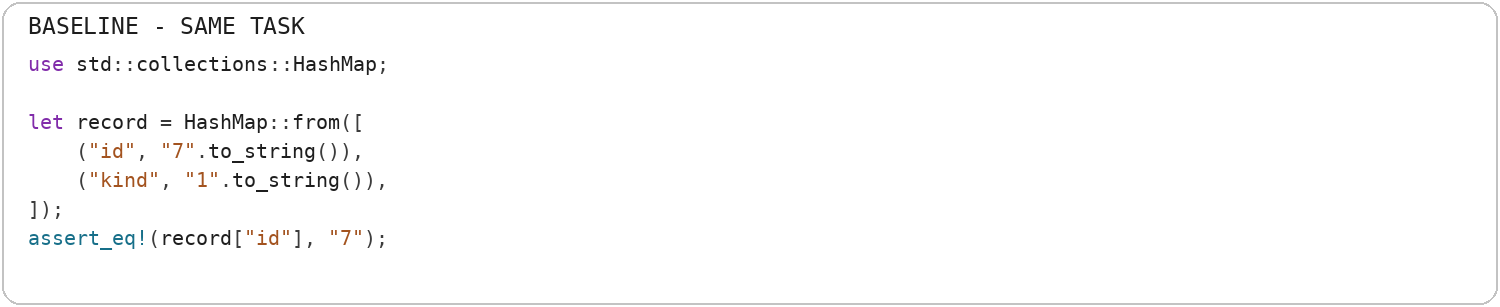 BASELINE - SAME TASK
use std::collections::HashMap;
let record = HashMap::from([
    ("id", "7".to_string()),
    ("kind", "1".to_string()),
]);
assert_eq!(record["id"], "7");